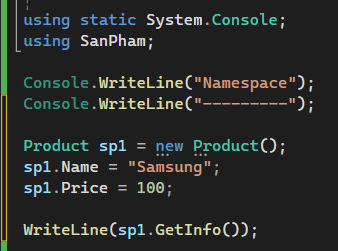 using static System.Console;
using SanPham;
Console.WriteLine("Namespace");
Console.WriteLine("---------");
Product sp1 = new Product();
sp1.Name = "Samsung";
sp1.Price = 100;
WriteLine(sp1.GetInfo());